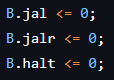 B.jal <= 0;
B.jalr <= 0;
B.halt <= 0;